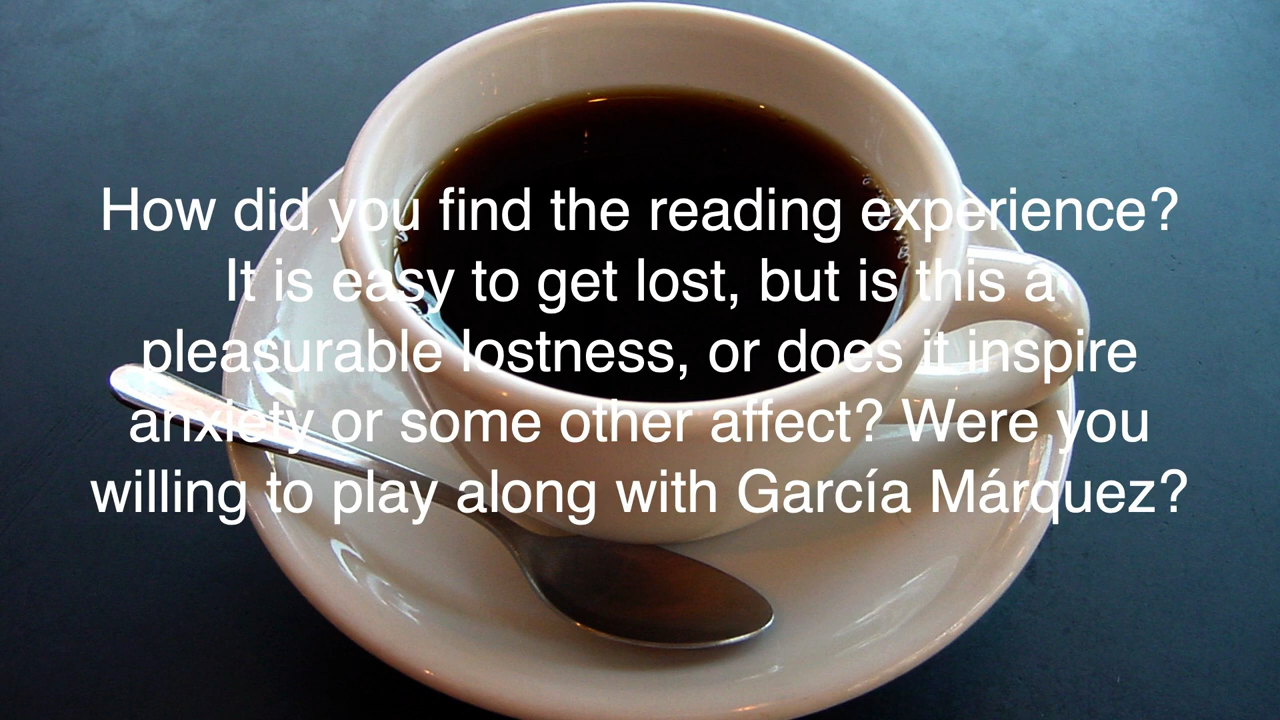 How did you find the reading experience?
It is easy to get lost, but is this a
pleasurable lostness, or does it inspire
anxiety or some other affect? Were you
willing to play along with García Márquez?